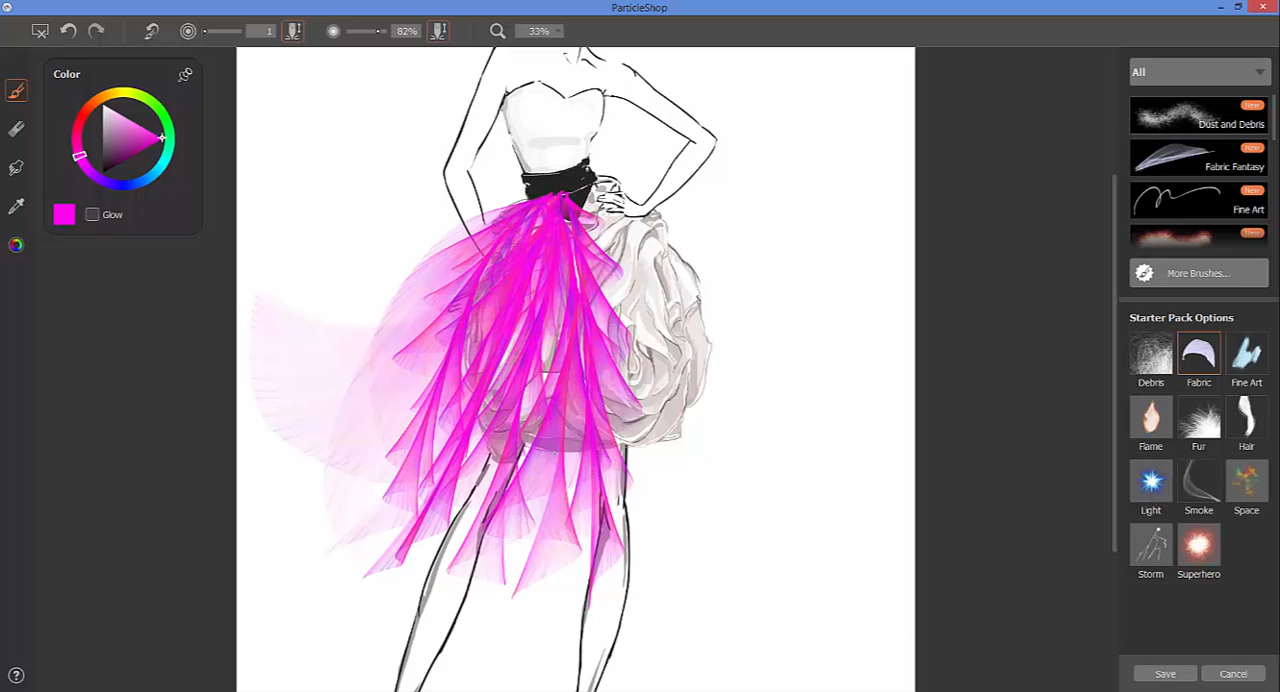 ParticleShop
1
82%
33%
Color
Glow
All
New
Dust and Debris
New
Fabric Fantasy
New
Fine Art
New
More Brushes...
Starter Pack Options
Debris
Fabric
Fine Art
Flame
Fur
Hair
Light
Smoke
Space
Storm
Superhero
Save
Cancel
?